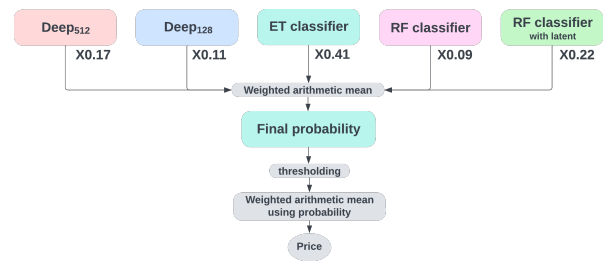 Deep512
Deep128
ET classifier
RF classifier
RF classifier
with latent
X0.17
X0.11
X0.41
X0.09
X0.22
Weighted arithmetic mean
Final probability
thresholding
Weighted arithmetic mean
using probability
Price